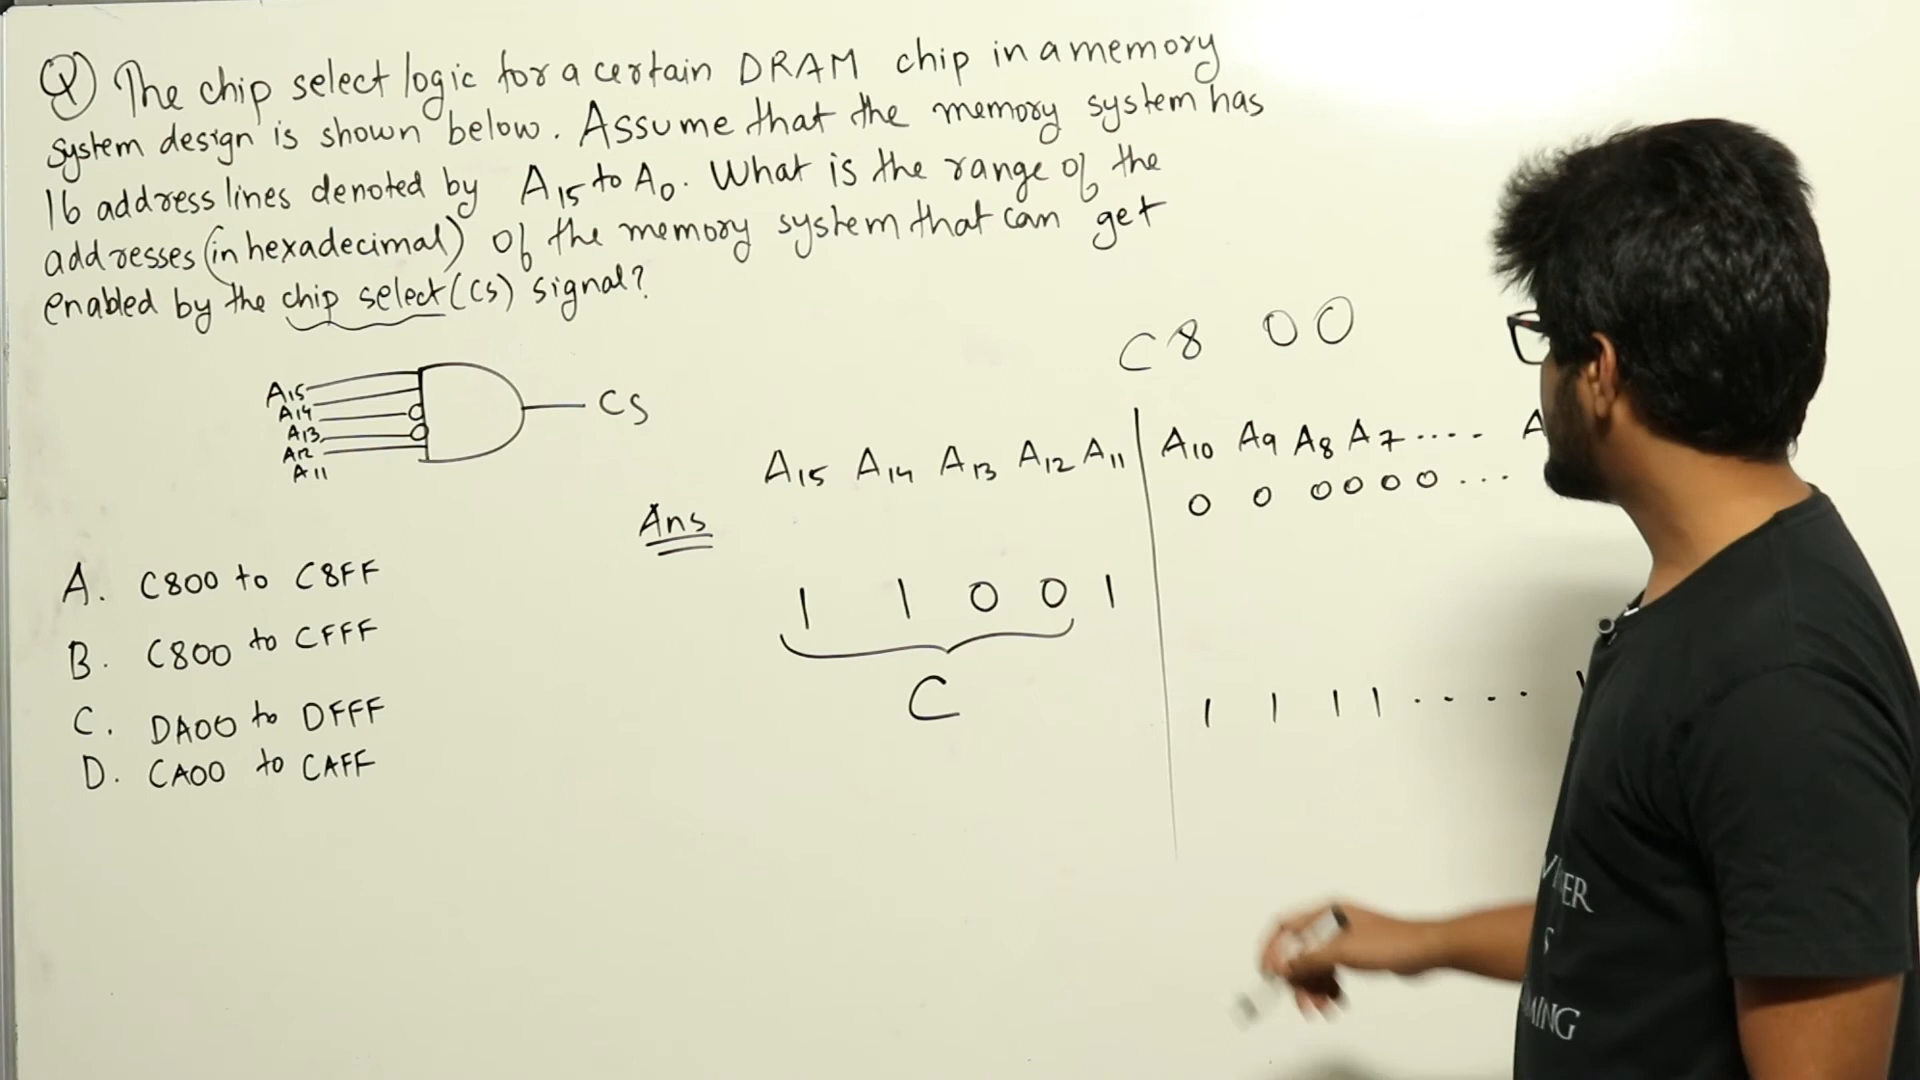 Q) The chip select logic for a certain DRAM chip in a memory
system design is shown below. Assume that the memory system has
16 address lines denoted by A15 to A0. What is the range of the
addresses (in hexadecimal) of the memory system that can get
enabled by the chip select (CS) signal?
A15
A14
A13
A12
A11
CS
A. C800 to C8FF
B. C800 to CFFF
C. DA00 to DFFF
D. CA00 to CAFF
Ans
C8 00
A15 A14 A13 A12 A11 A10 A9 A8 A7 .... A
0 0 0 0 0 0 ...
1 1 0 0 1
C
1 1 1 1 ....